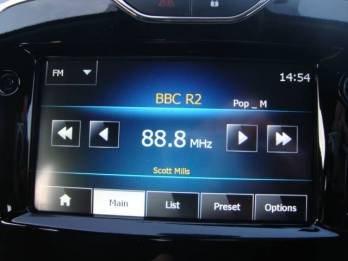 FM 14:54
BBC R2
Pop _ M
88.8 MHz
Scott Mills
Main List Preset Options